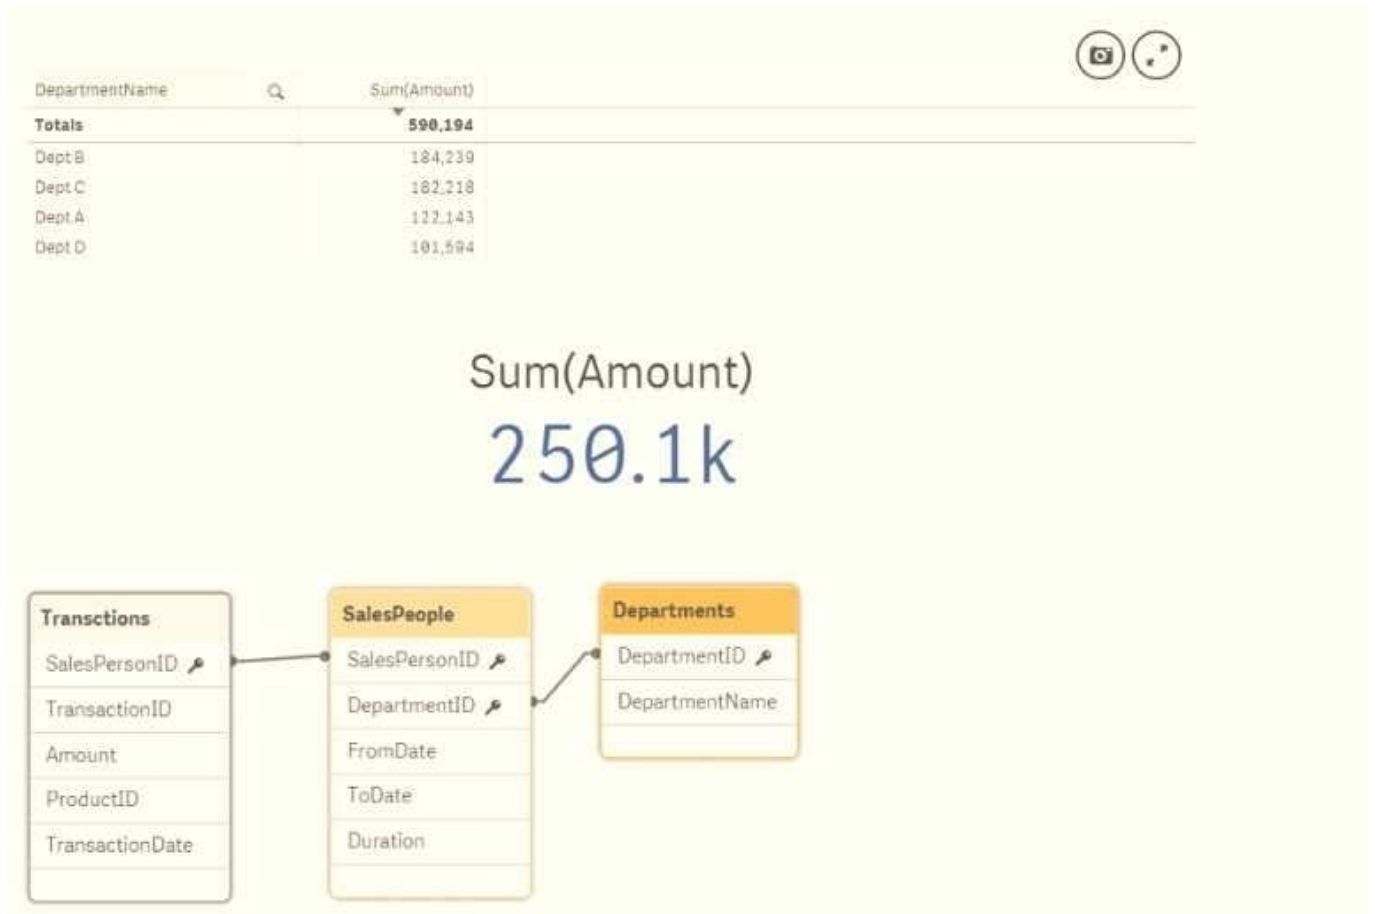 DepartmentName Sum(Amount)
Totals 590,194
Dept B 184,239
Dept C 182,218
Dept A 122,143
Dept D 101,594
Sum(Amount)
250.1k
Transctions
SalesPersonID
TransactionID
Amount
ProductID
TransactionDate
SalesPeople
SalesPersonID
DepartmentID
FromDate
ToDate
Duration
Departments
DepartmentID
DepartmentName